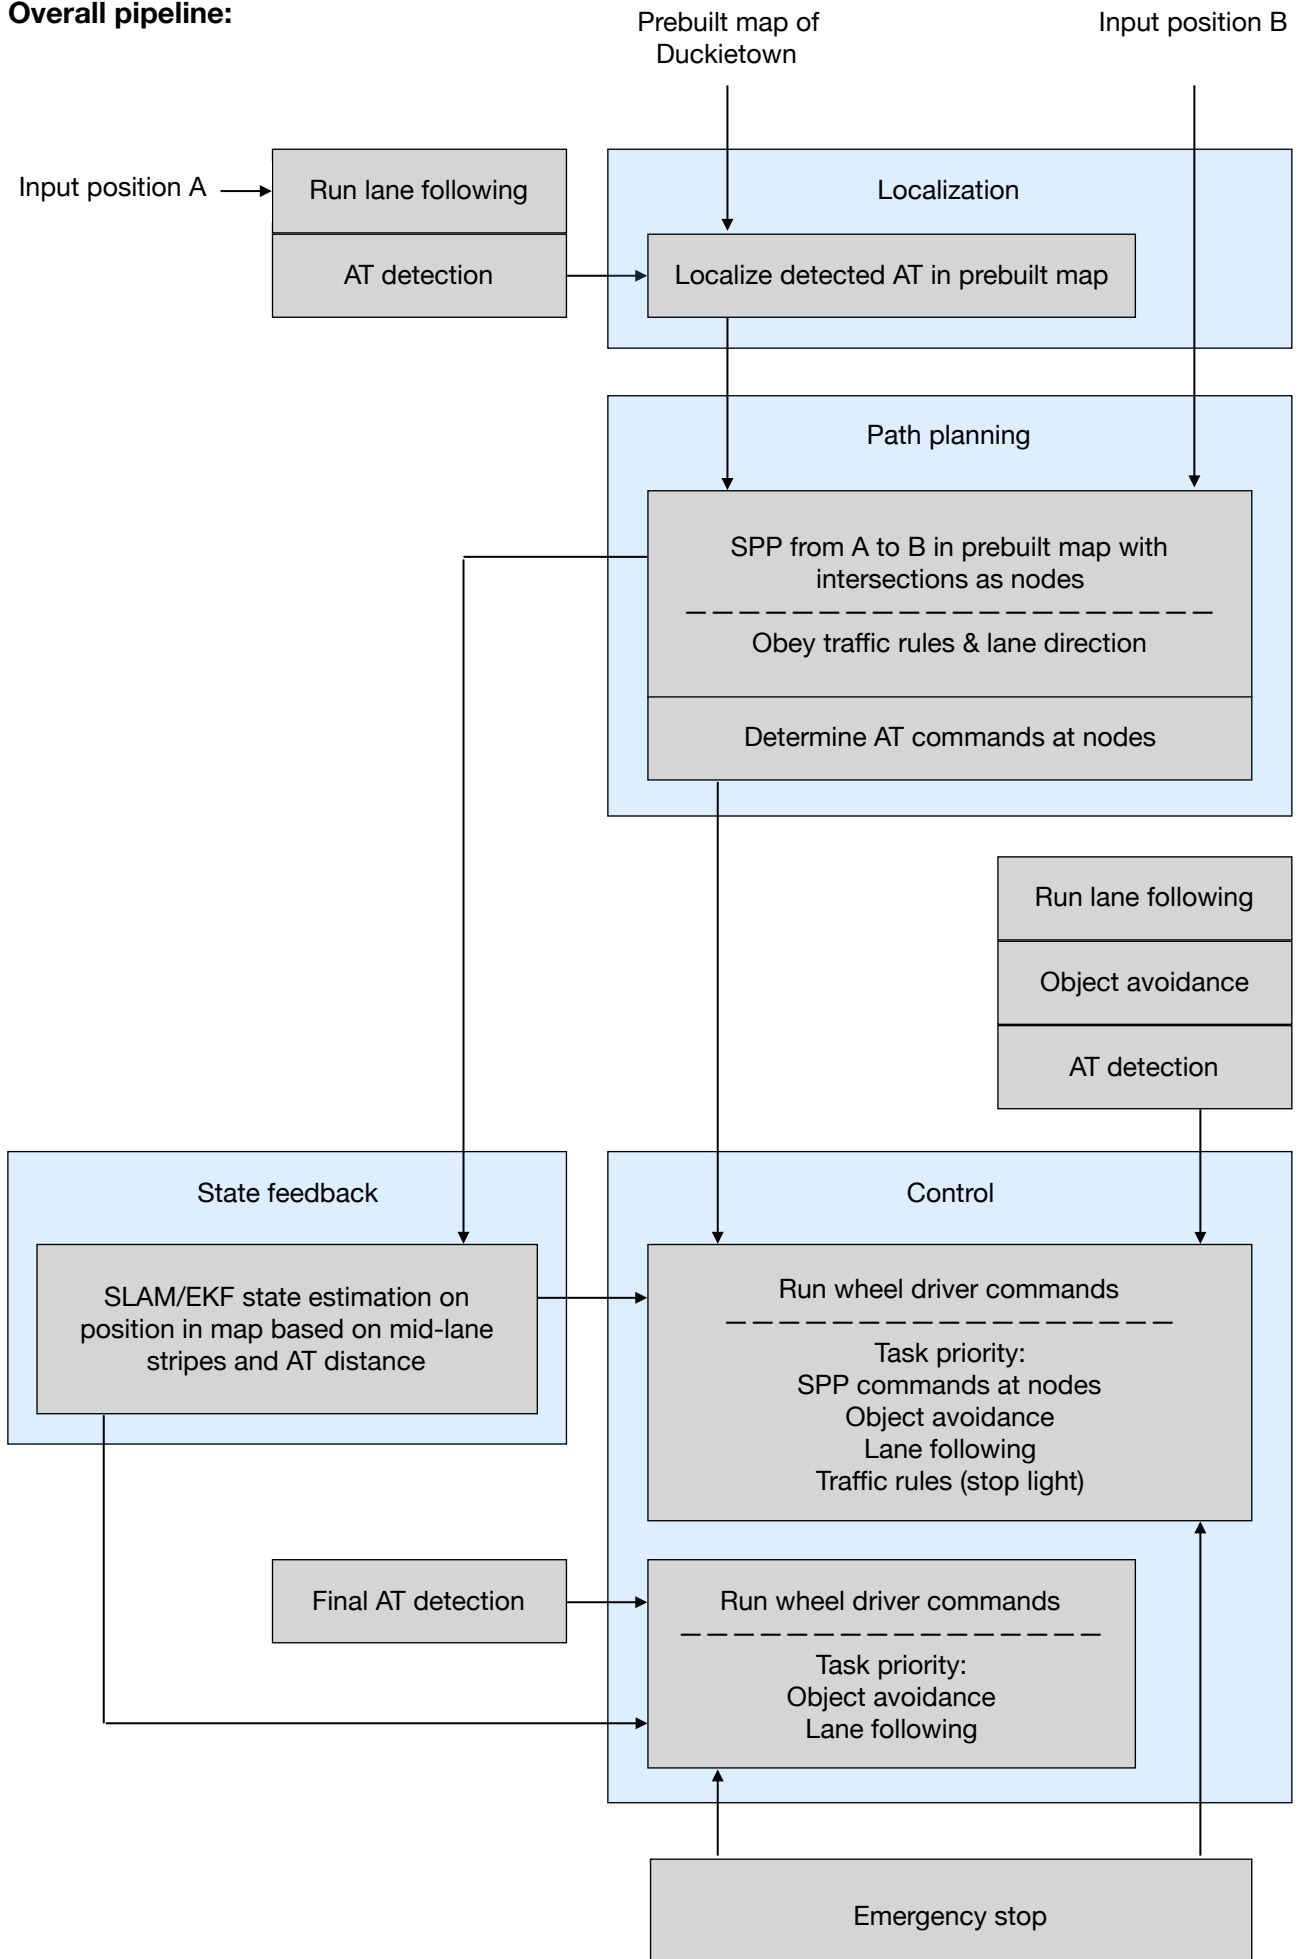 Overall pipeline:
Prebuilt map of
Duckietown
Input position B
Input position A
Run lane following
AT detection
Localization
Localize detected AT in prebuilt map
Path planning
SPP from A to B in prebuilt map with
intersections as nodes
Obey traffic rules & lane direction
Determine AT commands at nodes
Run lane following
Object avoidance
AT detection
State feedback
SLAM/EKF state estimation on
position in map based on mid-lane
stripes and AT distance
Control
Run wheel driver commands
Task priority:
SPP commands at nodes
Object avoidance
Lane following
Traffic rules (stop light)
Final AT detection
Run wheel driver commands
Task priority:
Object avoidance
Lane following
Emergency stop